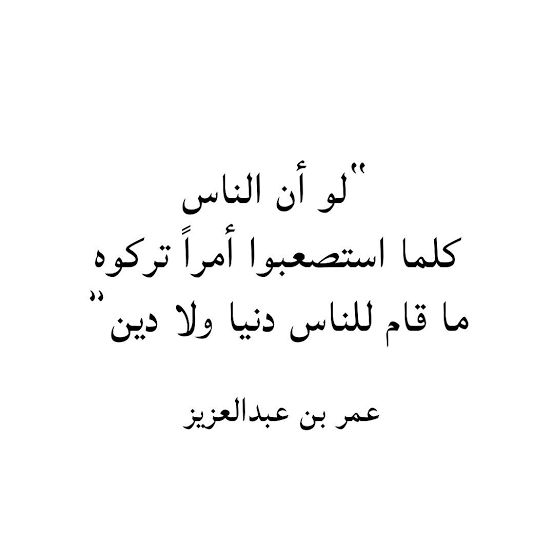 ”لو أن الناس
كلما استصعبوا أمراً تركوه
ما قام للناس دنيا ولا دين”
عمر بن عبدالعزيز